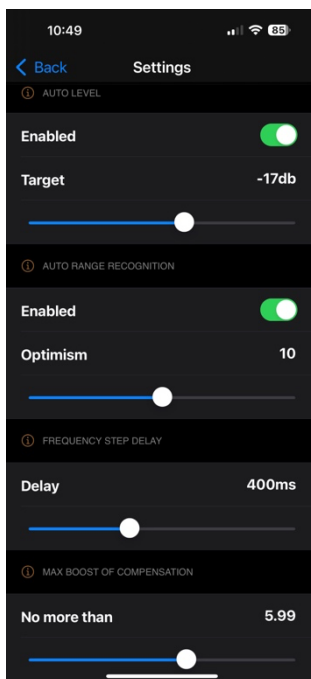 10:49
85
Back Settings
AUTO LEVEL
Enabled
Target -17db
AUTO RANGE RECOGNITION
Enabled
Optimism 10
FREQUENCY STEP DELAY
Delay 400ms
MAX BOOST OF COMPENSATION
No more than 5.99